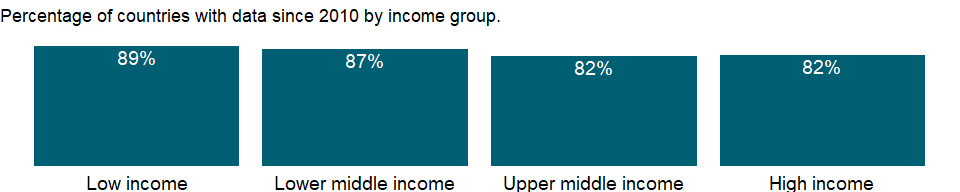 Percentage of countries with data since 2010 by income group.
89%
87%
82%
82%
Low income
Lower middle income
Upper middle income
High income